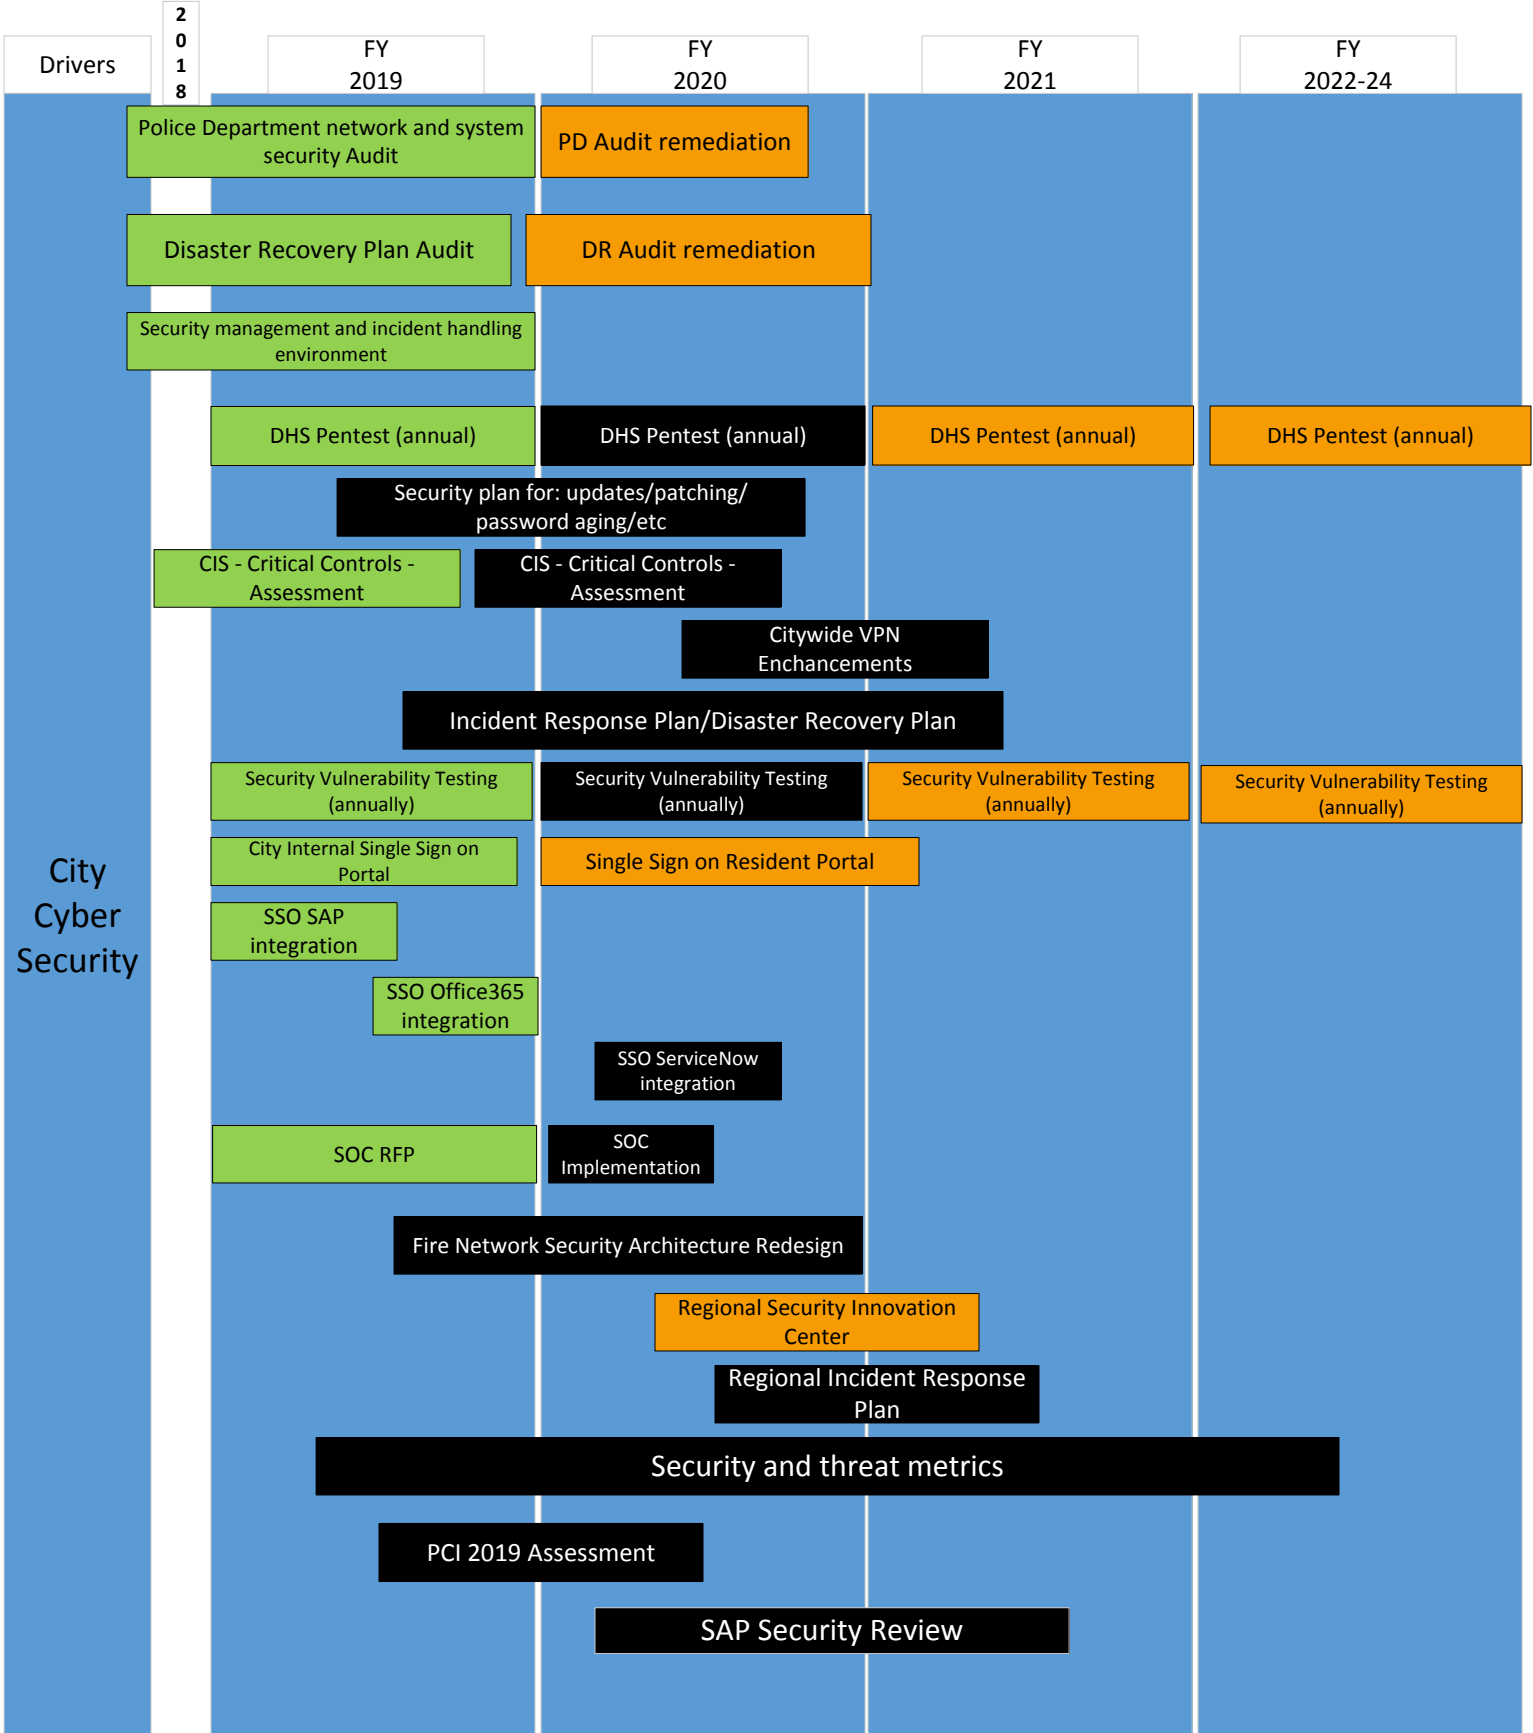 2
0
1
8
Drivers
FY
2019
FY
2020
FY
2021
FY
2022-24
Police Department network and system
security Audit
PD Audit remediation
Disaster Recovery Plan Audit
DR Audit remediation
Security management and incident handling
environment
DHS Pentest (annual)
DHS Pentest (annual)
DHS Pentest (annual)
DHS Pentest (annual)
Security plan for: updates/patching/
password aging/etc
CIS - Critical Controls -
Assessment
CIS - Critical Controls -
Assessment
Citywide VPN
Enchancements
Incident Response Plan/Disaster Recovery Plan
Security Vulnerability Testing
(annually)
Security Vulnerability Testing
(annually)
Security Vulnerability Testing
(annually)
Security Vulnerability Testing
(annually)
City Internal Single Sign on
Portal
Single Sign on Resident Portal
City
Cyber
Security
SSO SAP
integration
SSO Office365
integration
SSO ServiceNow
integration
SOC RFP
SOC
Implementation
Fire Network Security Architecture Redesign
Regional Security Innovation
Center
Regional Incident Response
Plan
Security and threat metrics
PCI 2019 Assessment
SAP Security Review